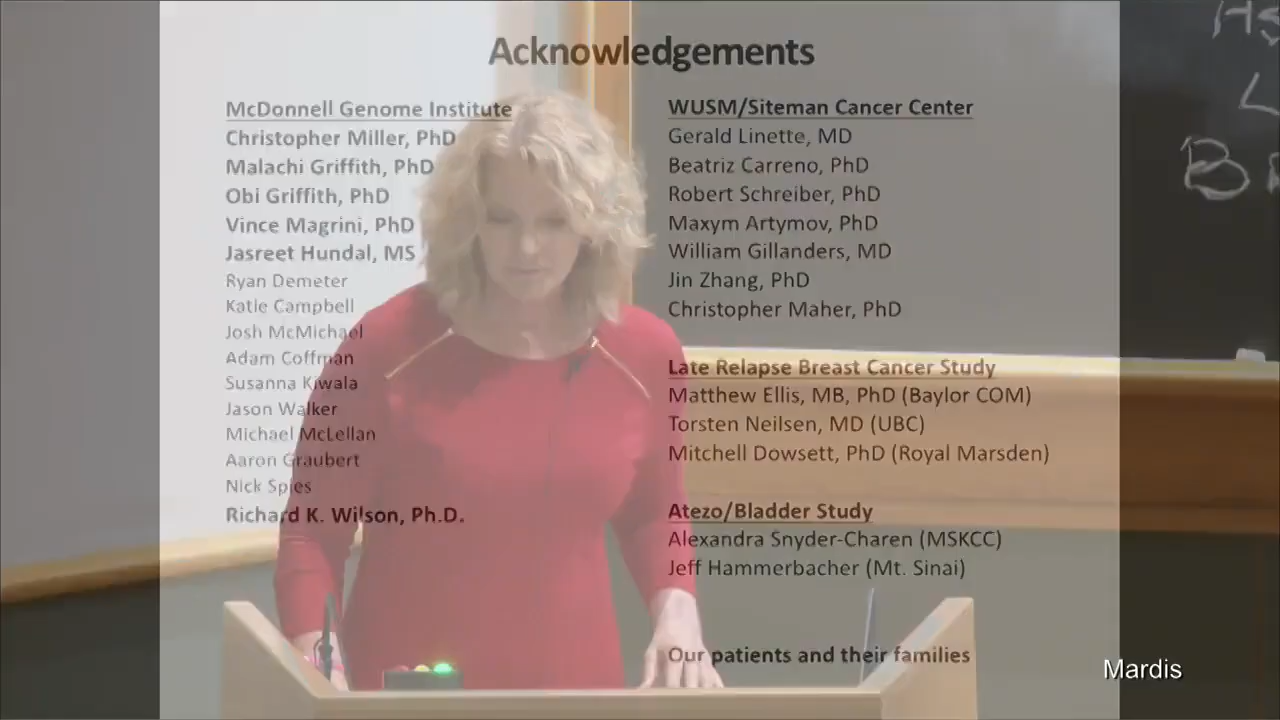 Acknowledgements
McDonnell Genome Institute
Christopher Miller, PhD
Malachi Griffith, PhD
Obi Griffith, PhD
Vince Magrini, PhD
Jasreet Hundal, MS
Ryan Demeter
Katie Campbell
Josh McMichael
Adam Coffman
Susanna Kiwala
Jason Walker
Michael McLellan
Aaron Graubert
Nick Spies
Richard K. Wilson, Ph.D.
WUSM/Siteman Cancer Center
Gerald Linette, MD
Beatriz Carreno, PhD
Robert Schreiber, PhD
Maxym Artymov, PhD
William Gillanders, MD
Jin Zhang, PhD
Christopher Maher, PhD
Late Relapse Breast Cancer Study
Matthew Ellis, MB, PhD (Baylor COM)
Torsten Neilsen, MD (UBC)
Mitchell Dowsett, PhD (Royal Marsden)
Atezo/Bladder Study
Alexandra Snyder-Charen (MSKCC)
Jeff Hammerbacher (Mt. Sinai)
Our patients and their families
Mardis